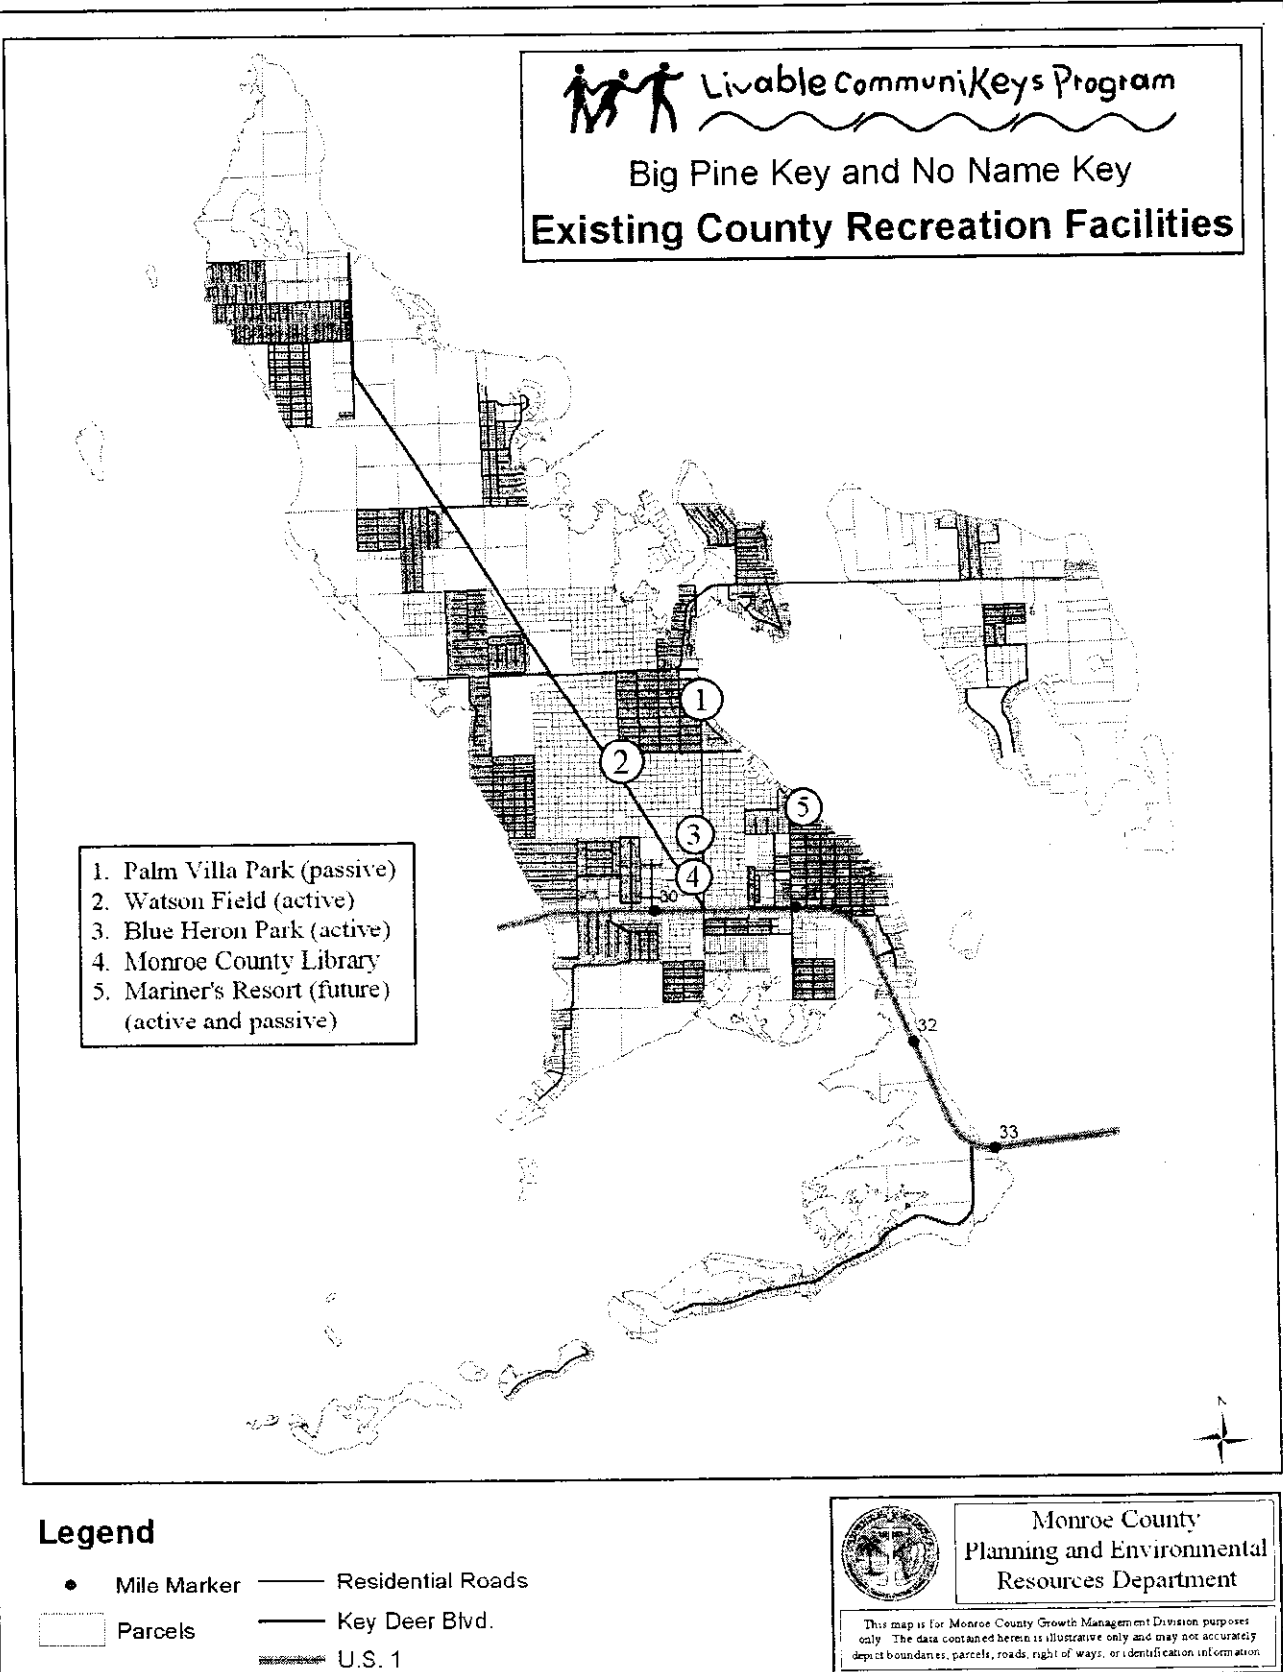 Livable CommuniKeys Program
Big Pine Key and No Name Key
Existing County Recreation Facilities
1
2
5
3
4
1. Palm Villa Park (passive)
2. Watson Field (active)
3. Blue Heron Park (active)
4. Monroe County Library
5. Mariner's Resort (future)
(active and passive)
30
32
33
N
Legend
Mile Marker
Residential Roads
Parcels
Key Deer Blvd.
U.S. 1
Monroe County
Planning and Environmental
Resources Department
This map is for Monroe County Growth Management Division purposes
only. The data contained herein is illustrative only and may not accurately
depict boundaries, parcels, roads, right of ways, or identification information